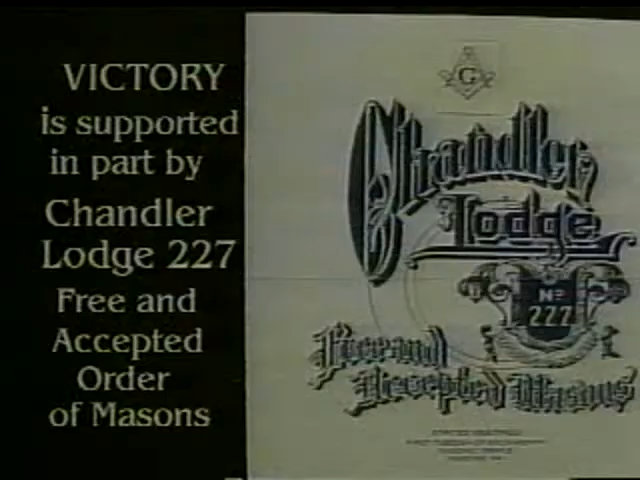 VICTORY
is supported
in part by
Chandler
Lodge 227
Free and
Accepted
Order
of Masons
G
Chandler
Lodge
No
227
Free and
Accepted Masons